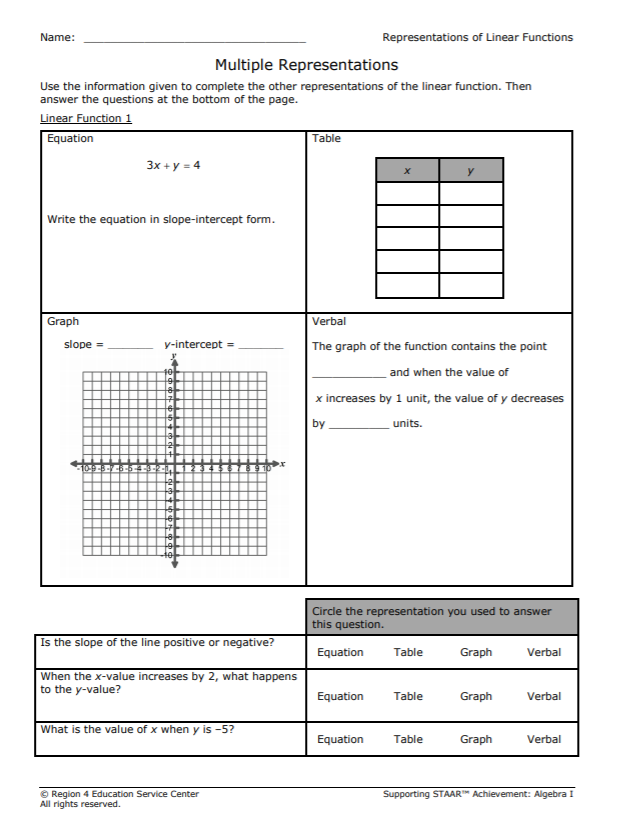 Name: ____________________ Representations of Linear Functions
Multiple Representations
Use the information given to complete the other representations of the linear function. Then
answer the questions at the bottom of the page.
Linear Function 1
Equation
3x + y = 4
Write the equation in slope-intercept form.
Table
x y
Graph
slope = ________ y-intercept = ________
y
10
9
8
7
6
5
4
3
2
1
-10-9-8-7-6-5-4-3-2-1 1 2 3 4 5 6 7 8 9 10 x
-1
-2
-3
-4
-5
-6
-7
-8
-9
-10
Verbal
The graph of the function contains the point
____________ and when the value of
x increases by 1 unit, the value of y decreases
by __________ units.
Circle the representation you used to answer
this question.
Is the slope of the line positive or negative?
Equation Table Graph Verbal
When the x-value increases by 2, what happens
to the y-value?
Equation Table Graph Verbal
What is the value of x when y is –5?
Equation Table Graph Verbal
© Region 4 Education Service Center Supporting STAAR™ Achievement: Algebra I
All rights reserved.